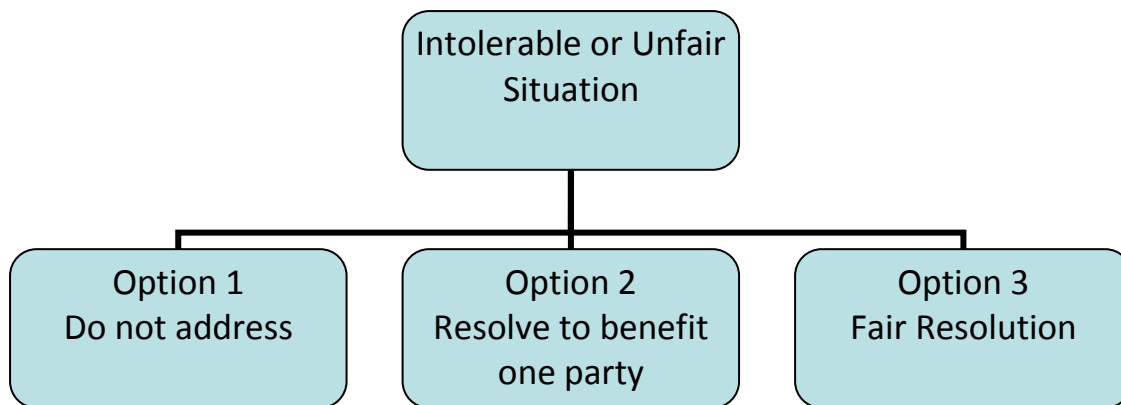 Intolerable or Unfair
Situation
Option 1
Do not address
Option 2
Resolve to benefit
one party
Option 3
Fair Resolution